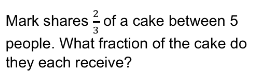 Mark shares 2/3 of a cake between 5
people. What fraction of the cake do
they each receive?